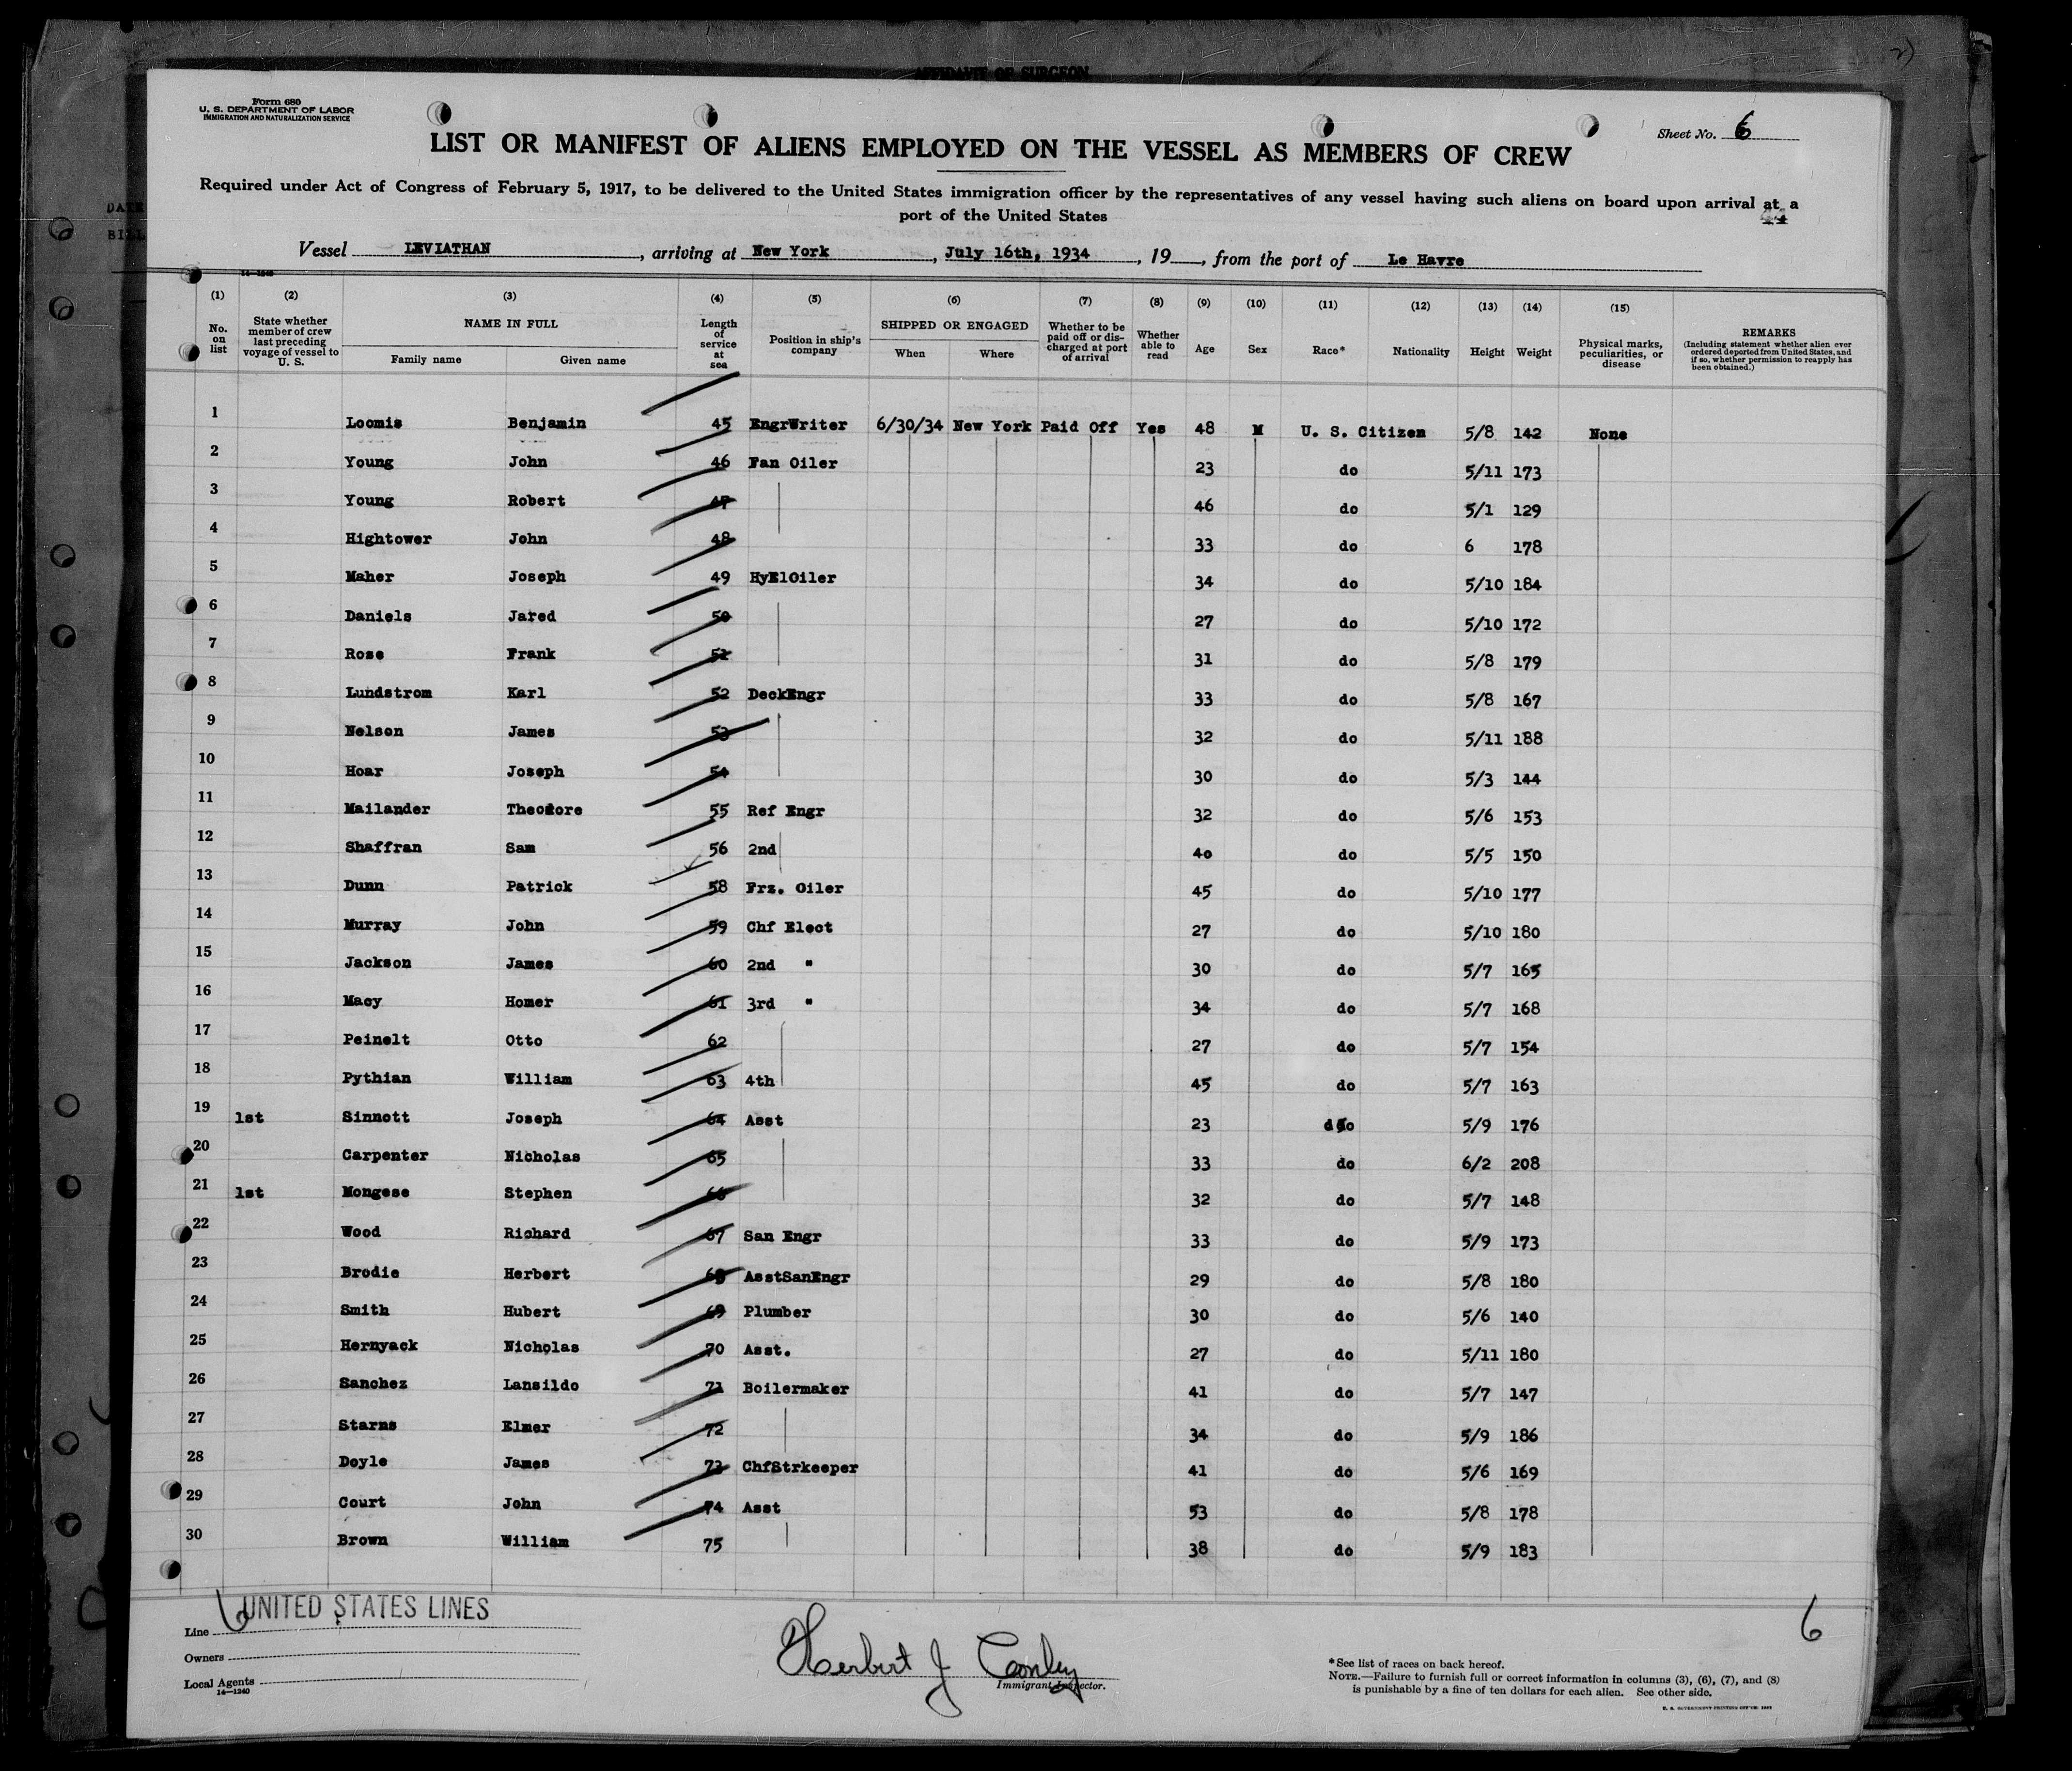 AFFIDAVIT OF SURGEON
Form 680
U. S. DEPARTMENT OF LABOR
IMMIGRATION AND NATURALIZATION SERVICE
Sheet No. 6
LIST OR MANIFEST OF ALIENS EMPLOYED ON THE VESSEL AS MEMBERS OF CREW
Required under Act of Congress of February 5, 1917, to be delivered to the United States immigration officer by the representatives of any vessel having such aliens on board upon arrival at a
port of the United States
Vessel LEVIATHAN, arriving at New York, July 16th, 1934, 19, from the port of Le Havre
(1) (2) (3) (4) (5) (6) (7) (8) (9) (10) (11) (12) (13) (14) (15)
No. on list State whether member of crew last preceding voyage of vessel to U. S. NAME IN FULL Family name Given name Length of service at sea Position in ship's company SHIPPED OR ENGAGED When Where Whether to be paid off or discharged at port of arrival Whether able to read Age Sex Race* Nationality Height Weight Physical marks, peculiarities, or disease REMARKS (Including statement whether alien ever ordered deported from United States, and if so, whether permission to reapply has been obtained.)
1 Loomis Benjamin 45 EngrWriter 6/30/34 New York Paid Off Yes 48 M U. S. Citizen 5/8 142 None
2 Young John 46 Fan Oiler 23 do 5/11 173
3 Young Robert 47 46 do 5/1 129
4 Hightower John 48 33 do 6 178
5 Maher Joseph 49 HyElOiler 34 do 5/10 184
6 Daniels Jared 50 27 do 5/10 172
7 Rose Frank 51 31 do 5/8 179
8 Lundstrom Karl 52 DeckEngr 33 do 5/8 167
9 Nelson James 53 32 do 5/11 188
10 Hoar Joseph 54 30 do 5/3 144
11 Mailander Theodore 55 Ref Engr 32 do 5/6 153
12 Shaffran Sam 56 2nd 40 do 5/5 150
13 Dunn Patrick 58 Frz. Oiler 45 do 5/10 177
14 Murray John 59 Chf Elect 27 do 5/10 180
15 Jackson James 60 2nd " 30 do 5/7 165
16 Macy Homer 61 3rd " 34 do 5/7 168
17 Peinelt Otto 62 27 do 5/7 154
18 Pythian William 63 4th 45 do 5/7 163
19 1st Sinnott Joseph 64 Asst 23 do 5/9 176
20 Carpenter Nicholas 65 33 do 6/2 208
21 1st Mongese Stephen 66 32 do 5/7 148
22 Wood Richard 67 San Engr 33 do 5/9 173
23 Brodie Herbert 68 AsstSanEngr 29 do 5/8 180
24 Smith Hubert 69 Plumber 30 do 5/6 140
25 Hernyack Nicholas 70 Asst. 27 do 5/11 180
26 Sanchez Lansildo 71 Boilermaker 41 do 5/7 147
27 Starns Elmer 72 34 do 5/9 186
28 Doyle James 73 ChfStrkeeper 41 do 5/6 169
29 Court John 74 Asst 53 do 5/8 178
30 Brown William 75 38 do 5/9 183
6
Line UNITED STATES LINES
Owners
Local Agents
14—1240
Herbert J Conley
Immigrant Inspector.
6
*See list of races on back hereof.
NOTE.—Failure to furnish full or correct information in columns (3), (6), (7), and (8)
is punishable by a fine of ten dollars for each alien. See other side.